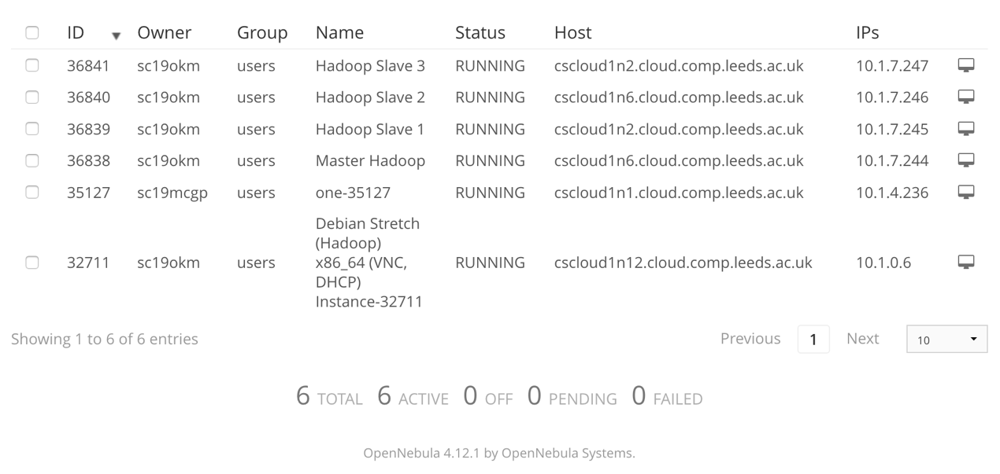 ID Owner Group Name Status Host IPs
36841 sc19okm users Hadoop Slave 3 RUNNING cscloud1n2.cloud.comp.leeds.ac.uk 10.1.7.247
36840 sc19okm users Hadoop Slave 2 RUNNING cscloud1n6.cloud.comp.leeds.ac.uk 10.1.7.246
36839 sc19okm users Hadoop Slave 1 RUNNING cscloud1n2.cloud.comp.leeds.ac.uk 10.1.7.245
36838 sc19okm users Master Hadoop RUNNING cscloud1n6.cloud.comp.leeds.ac.uk 10.1.7.244
35127 sc19mcgp users one-35127 RUNNING cscloud1n1.cloud.comp.leeds.ac.uk 10.1.4.236
Debian Stretch
(Hadoop)
32711 sc19okm users x86_64 (VNC, RUNNING cscloud1n12.cloud.comp.leeds.ac.uk 10.1.0.6
DHCP)
Instance-32711
Showing 1 to 6 of 6 entries Previous 1 Next 10
6 TOTAL 6 ACTIVE 0 OFF 0 PENDING 0 FAILED
OpenNebula 4.12.1 by OpenNebula Systems.